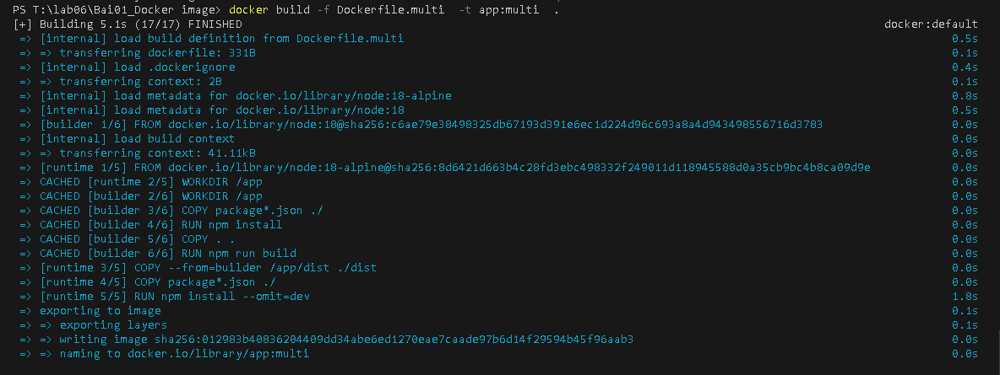 PS T:\lab06\Bai01_Docker image> docker build -f Dockerfile.multi -t app:multi .
[+] Building 5.1s (17/17) FINISHED docker:default
=> [internal] load build definition from Dockerfile.multi 0.5s
=> => transferring dockerfile: 331B 0.1s
=> [internal] load .dockerignore 0.4s
=> => transferring context: 2B 0.1s
=> [internal] load metadata for docker.io/library/node:18-alpine 0.8s
=> [internal] load metadata for docker.io/library/node:18 0.5s
=> [builder 1/6] FROM docker.io/library/node:18@sha256:c6ae79e38498325db67193d391e6ec1d224d96c693a8a4d943498556716d3783 0.0s
=> [internal] load build context 0.0s
=> => transferring context: 41.11kB 0.0s
=> [runtime 1/5] FROM docker.io/library/node:18-alpine@sha256:8d6421d663b4c28fd3ebc498332f249011d118945588d0a35cb9bc4b8ca09d9e 0.0s
=> CACHED [runtime 2/5] WORKDIR /app 0.0s
=> CACHED [builder 2/6] WORKDIR /app 0.0s
=> CACHED [builder 3/6] COPY package*.json ./ 0.0s
=> CACHED [builder 4/6] RUN npm install 0.0s
=> CACHED [builder 5/6] COPY . . 0.0s
=> CACHED [builder 6/6] RUN npm run build 0.0s
=> [runtime 3/5] COPY --from=builder /app/dist ./dist 0.0s
=> [runtime 4/5] COPY package*.json ./ 0.0s
=> [runtime 5/5] RUN npm install --omit=dev 1.8s
=> exporting to image 0.1s
=> => exporting layers 0.1s
=> => writing image sha256:012983b40836204409dd34abe6ed1270eae7caade97b6d14f29594b45f96aab3 0.0s
=> => naming to docker.io/library/app:multi 0.0s